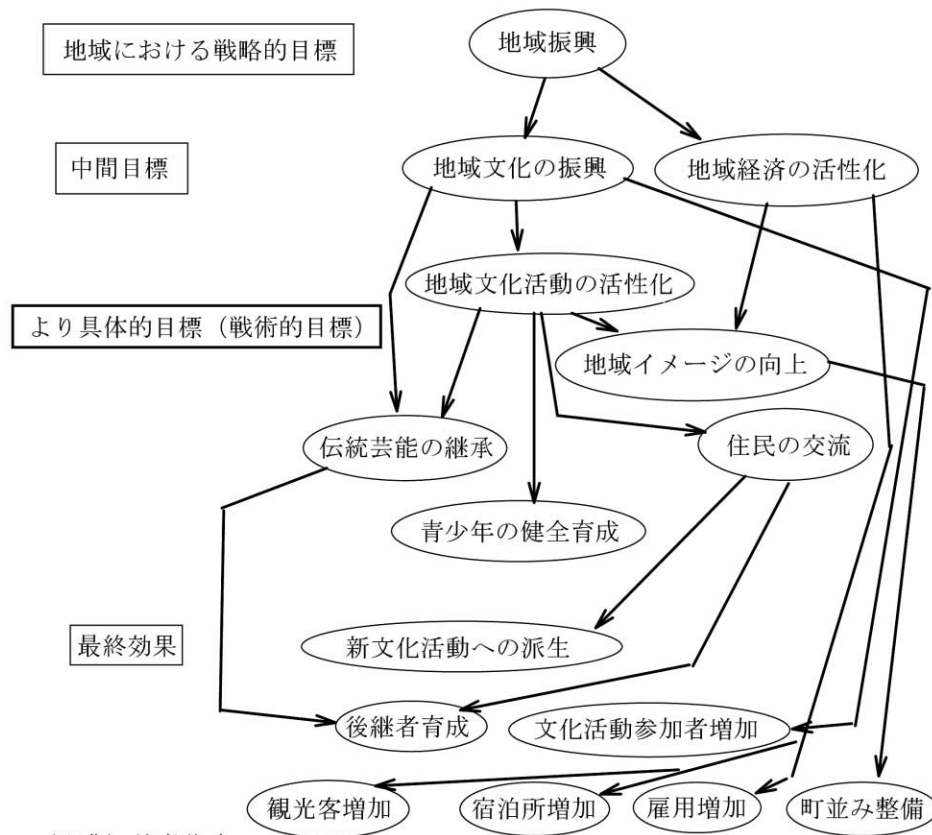 地域における戦略的目標
地域振興
中間目標
地域文化の振興
地域経済の活性化
地域文化活動の活性化
より具体的目標（戦術的目標）
地域イメージの向上
伝統芸能の継承
住民の交流
青少年の健全育成
最終効果
新文化活動への派生
後継者育成
文化活動参加者増加
観光客増加
宿泊所増加
雇用増加
町並み整備